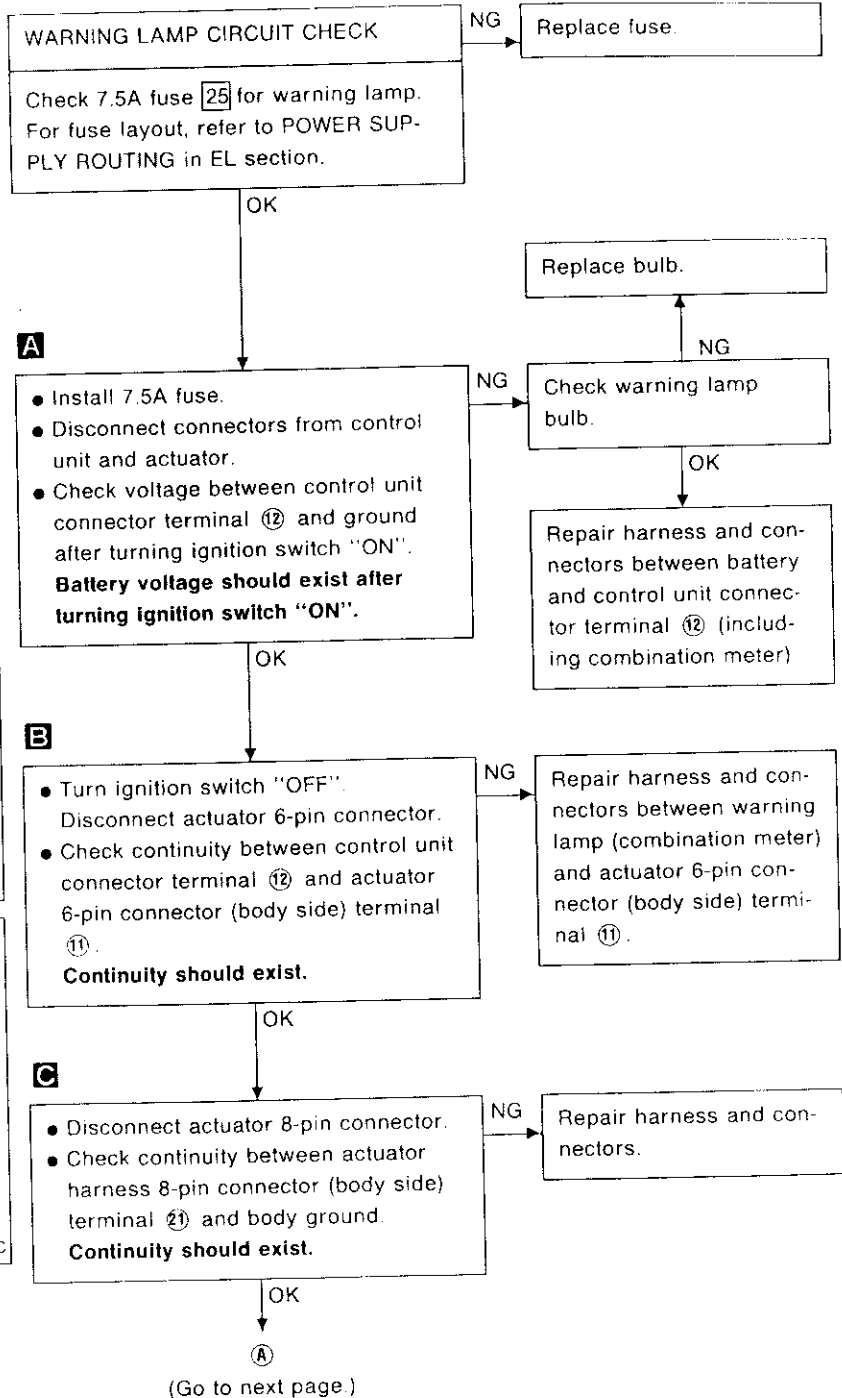 WARNING LAMP CIRCUIT CHECK
NG
Replace fuse.
Check 7.5A fuse 25 for warning lamp.
For fuse layout, refer to POWER SUP-
PLY ROUTING in EL section.
OK
Replace bulb.
NG
A
● Install 7.5A fuse.
● Disconnect connectors from control
unit and actuator.
● Check voltage between control unit
connector terminal ⑫ and ground
after turning ignition switch "ON".
Battery voltage should exist after
turning ignition switch "ON".
NG
Check warning lamp
bulb.
OK
Repair harness and con-
nectors between battery
and control unit connec-
tor terminal ⑫ (includ-
ing combination meter)
OK
B
● Turn ignition switch "OFF".
Disconnect actuator 6-pin connector.
● Check continuity between control unit
connector terminal ⑫ and actuator
6-pin connector (body side) terminal
⑪.
Continuity should exist.
NG
Repair harness and con-
nectors between warning
lamp (combination meter)
and actuator 6-pin con-
nector (body side) termi-
nal ⑪.
OK
C
● Disconnect actuator 8-pin connector.
● Check continuity between actuator
harness 8-pin connector (body side)
terminal ㉑ and body ground.
Continuity should exist.
NG
Repair harness and con-
nectors.
C
OK
Ⓐ
(Go to next page.)